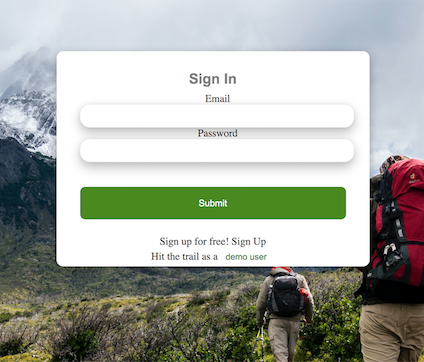 Sign In
Email
Password
Submit
Sign up for free! Sign Up
Hit the trail as a demo user